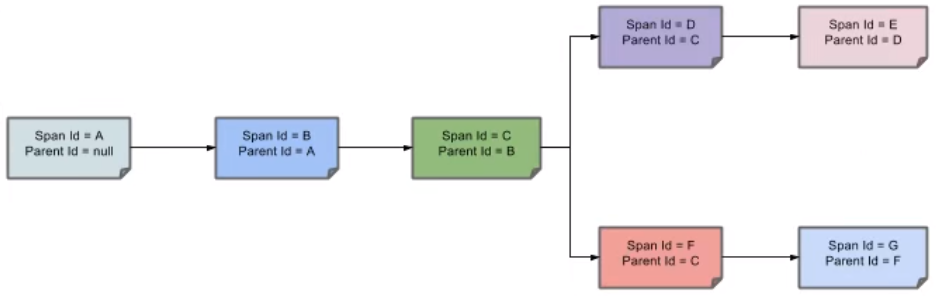 Span Id = D
Parent Id = C
Span Id = E
Parent Id = D
Span Id = A
Parent Id = null
Span Id = B
Parent Id = A
Span Id = C
Parent Id = B
Span Id = F
Parent Id = C
Span Id = G
Parent Id = F